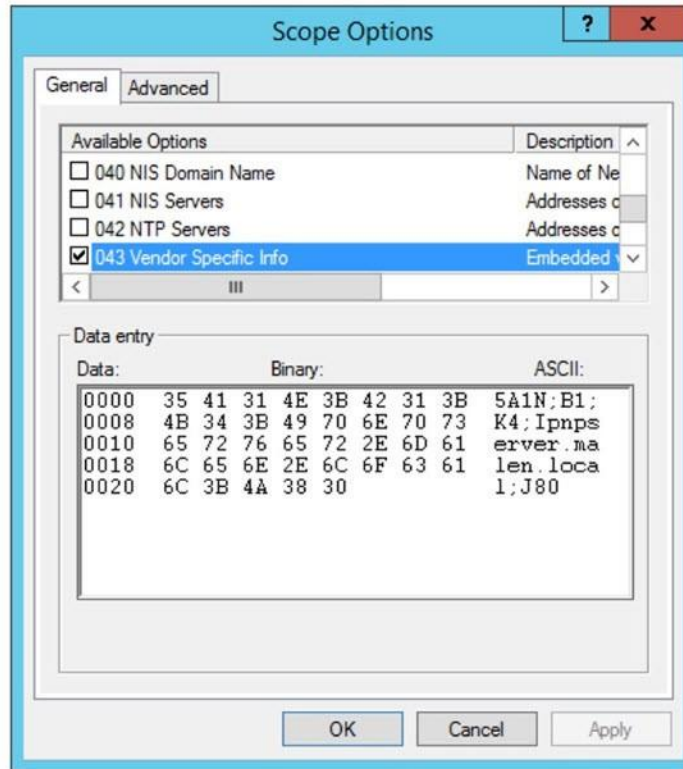 Scope Options
? x
General Advanced
Available Options Description
040 NIS Domain Name Name of Ne
041 NIS Servers Addresses o
042 NTP Servers Addresses o
043 Vendor Specific Info Embedded v
Data entry
Data: Binary: ASCII:
0000 35 41 31 4E 3B 42 31 3B 5A1N;B1;
0008 4B 34 3B 49 70 6E 70 73 K4;Ipnps
0010 65 72 76 65 72 2E 6D 61 erver.ma
0018 6C 65 6E 2E 6C 6F 63 61 len.loca
0020 6C 3B 4A 38 30 l;J80
OK Cancel Apply